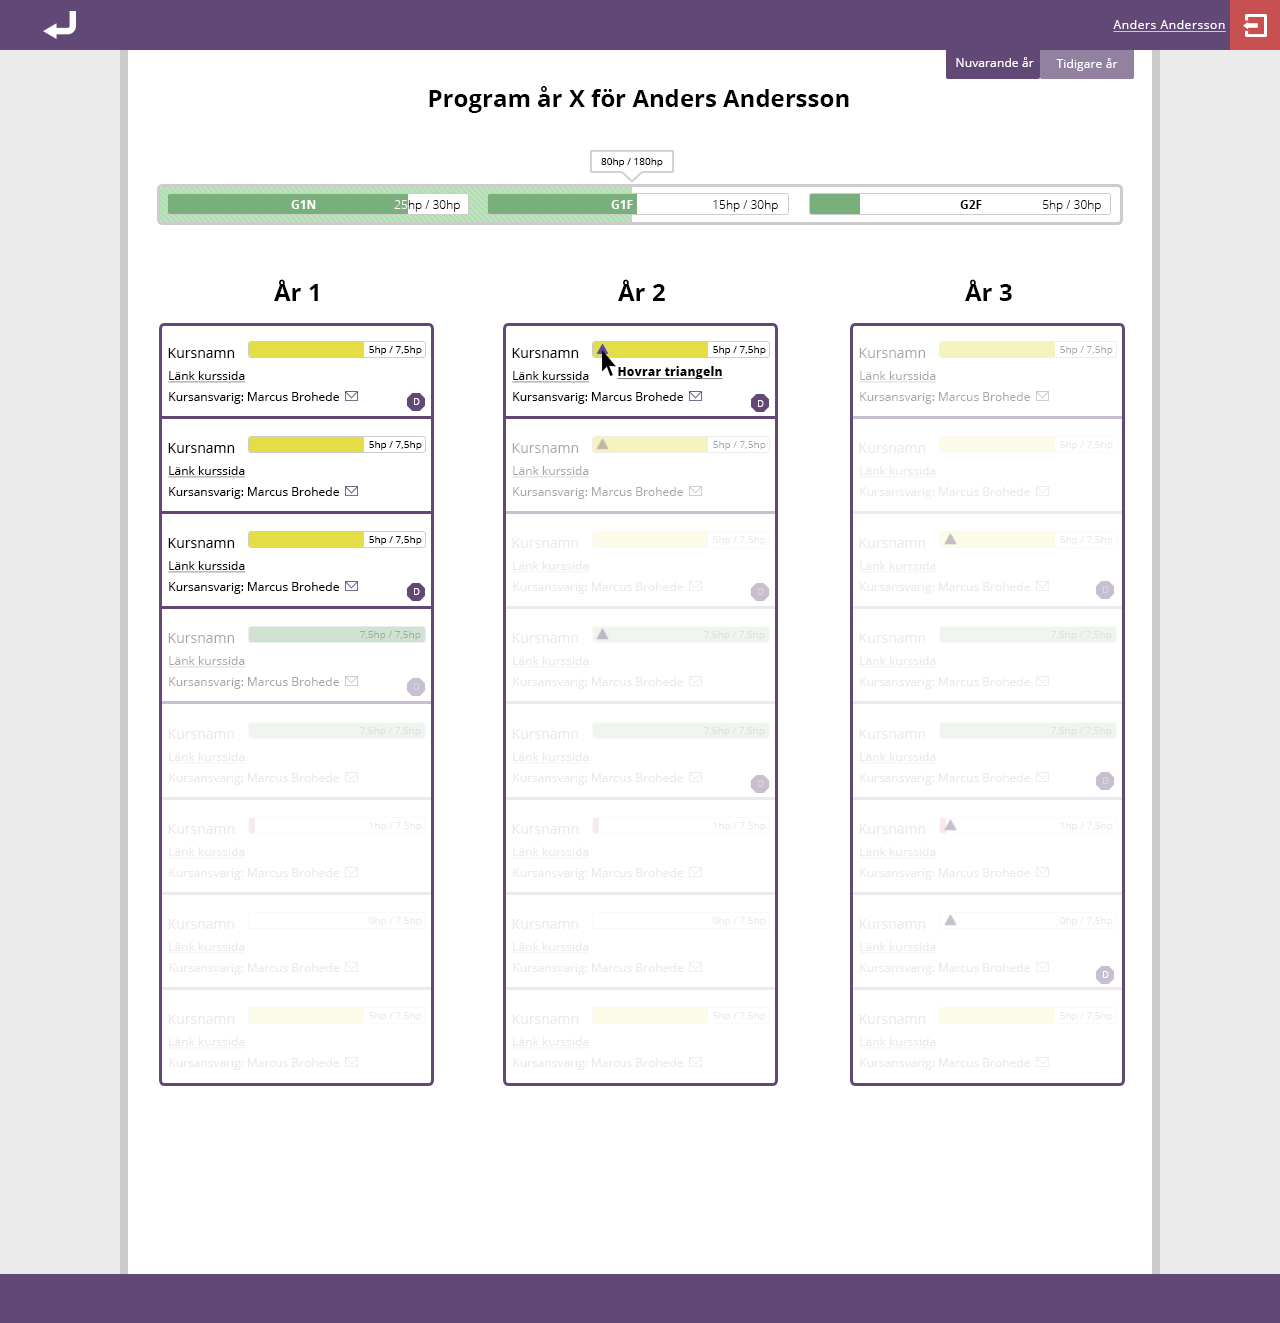 Anders Andersson
Nuvarande år
Tidigare år
Program år X för Anders Andersson
80hp / 180hp
G1N 25hp / 30hp
G1F 15hp / 30hp
G2F 5hp / 30hp
År 1
Kursnamn 5hp / 7,5hp
Länk kurssida
Kursansvarig: Marcus Brohede
D
Kursnamn 5hp / 7,5hp
Länk kurssida
Kursansvarig: Marcus Brohede
Kursnamn 5hp / 7,5hp
Länk kurssida
Kursansvarig: Marcus Brohede
D
Kursnamn 7,5hp / 7,5hp
Länk kurssida
Kursansvarig: Marcus Brohede
D
Kursnamn 7,5hp / 7,5hp
Länk kurssida
Kursansvarig: Marcus Brohede
Kursnamn 1hp / 7,5hp
Länk kurssida
Kursansvarig: Marcus Brohede
Kursnamn 0hp / 7,5hp
Länk kurssida
Kursansvarig: Marcus Brohede
Kursnamn 5hp / 7,5hp
Länk kurssida
Kursansvarig: Marcus Brohede
År 2
Kursnamn 5hp / 7,5hp
Länk kurssida
Hovrar triangeln
Kursansvarig: Marcus Brohede
D
Kursnamn 5hp / 7,5hp
Länk kurssida
Kursansvarig: Marcus Brohede
Kursnamn 5hp / 7,5hp
Länk kurssida
Kursansvarig: Marcus Brohede
D
Kursnamn 7,5hp / 7,5hp
Länk kurssida
Kursansvarig: Marcus Brohede
Kursnamn 7,5hp / 7,5hp
Länk kurssida
Kursansvarig: Marcus Brohede
D
Kursnamn 1hp / 7,5hp
Länk kurssida
Kursansvarig: Marcus Brohede
Kursnamn 0hp / 7,5hp
Länk kurssida
Kursansvarig: Marcus Brohede
Kursnamn 5hp / 7,5hp
Länk kurssida
Kursansvarig: Marcus Brohede
År 3
Kursnamn 5hp / 7,5hp
Länk kurssida
Kursansvarig: Marcus Brohede
Kursnamn 5hp / 7,5hp
Länk kurssida
Kursansvarig: Marcus Brohede
Kursnamn 5hp / 7,5hp
Länk kurssida
Kursansvarig: Marcus Brohede
D
Kursnamn 7,5hp / 7,5hp
Länk kurssida
Kursansvarig: Marcus Brohede
Kursnamn 7,5hp / 7,5hp
Länk kurssida
Kursansvarig: Marcus Brohede
D
Kursnamn 1hp / 7,5hp
Länk kurssida
Kursansvarig: Marcus Brohede
Kursnamn 0hp / 7,5hp
Länk kurssida
Kursansvarig: Marcus Brohede
D
Kursnamn 5hp / 7,5hp
Länk kurssida
Kursansvarig: Marcus Brohede